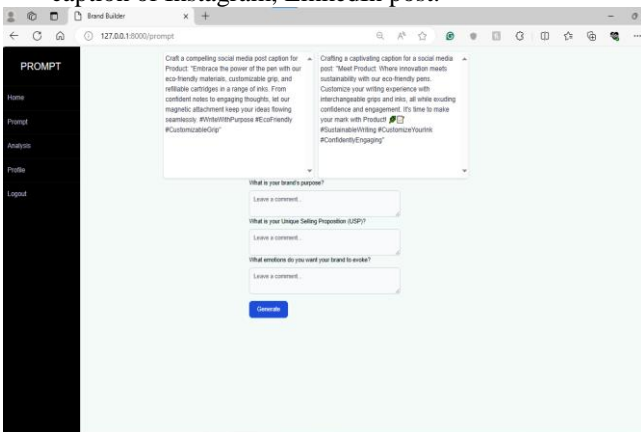 caption of Instagram, LinkedIn post.
Brand Builder
127.0.0.1:8000/prompt
PROMPT
Home
Prompt
Analysis
Profile
Logout
Craft a compelling social media post caption for
Product: "Embrace the power of the pen with our
eco-friendly materials, customizable grip, and
refillable cartridges in a range of inks. From
confident notes to engaging thoughts, let our
magnetic attachment keep your ideas flowing
seamlessly. #WriteWithPurpose #EcoFriendly
#CustomizableGrip"
Crafting a captivating caption for a social media
post: "Meet Product: Where innovation meets
sustainability with our eco-friendly pens.
Customize your writing experience with
interchangeable grips and inks, all while exuding
confidence and engagement. It's time to make
your mark with Product!
#SustainableWriting #CustomizeYourInk
#ConfidentlyEngaging"
What is your brand's purpose?
Leave a comment...
What is your Unique Selling Proposition (USP)?
Leave a comment...
What emotions do you want your brand to evoke?
Leave a comment...
Generate